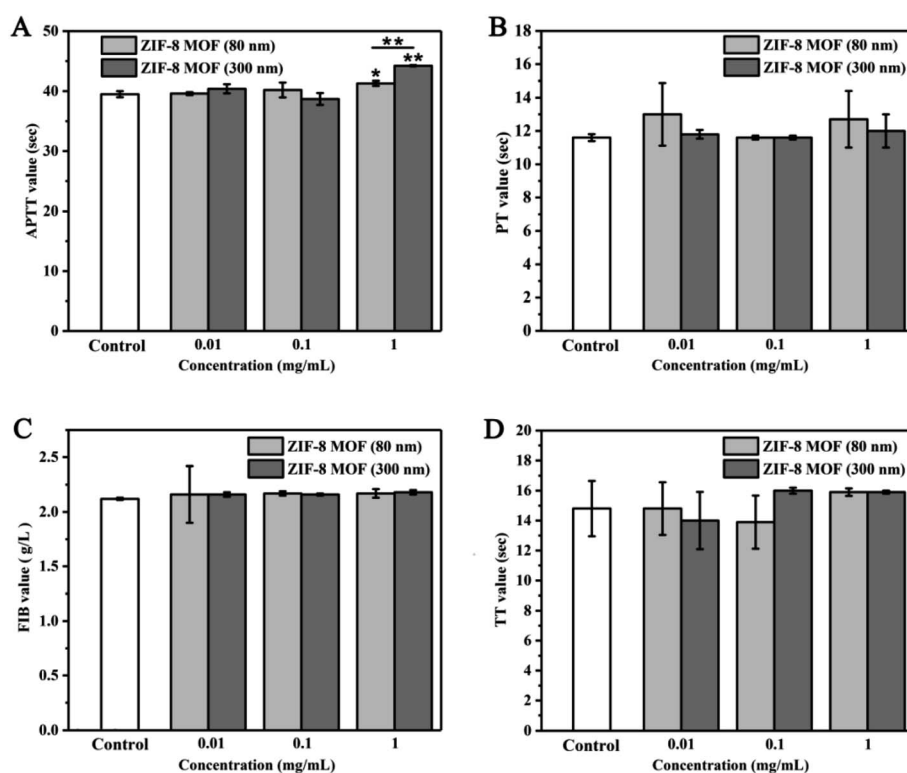 A
APTT value (sec)
50
40
30
20
10
0
ZIF-8 MOF (80 nm)
ZIF-8 MOF (300 nm)
**
*
**
Control
0.01
0.1
1
Concentration (mg/mL)
B
PT value (sec)
18
16
14
12
10
8
6
4
2
0
ZIF-8 MOF (80 nm)
ZIF-8 MOF (300 nm)
Control
0.01
0.1
1
Concentration (mg/mL)
C
FIB value ( g/L )
2.5
2.0
1.5
1.0
0.5
0.0
ZIF-8 MOF (80 nm)
ZIF-8 MOF (300 nm)
Control
0.01
0.1
1
Concentration (mg/mL)
D
TT value (sec)
20
18
16
14
12
10
8
6
4
2
0
ZIF-8 MOF (80 nm)
ZIF-8 MOF (300 nm)
Control
0.01
0.1
1
Concentration (mg/mL)